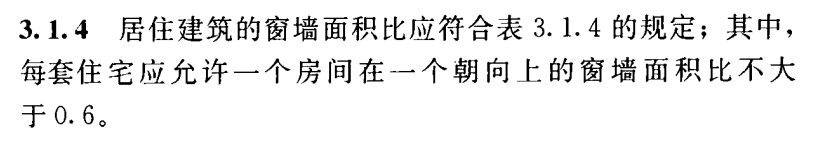 3.1.4 居住建筑的窗墙面积比应符合表 3.1.4 的规定；其中，
每套住宅应允许一个房间在一个朝向上的窗墙面积比不大
于 0.6。